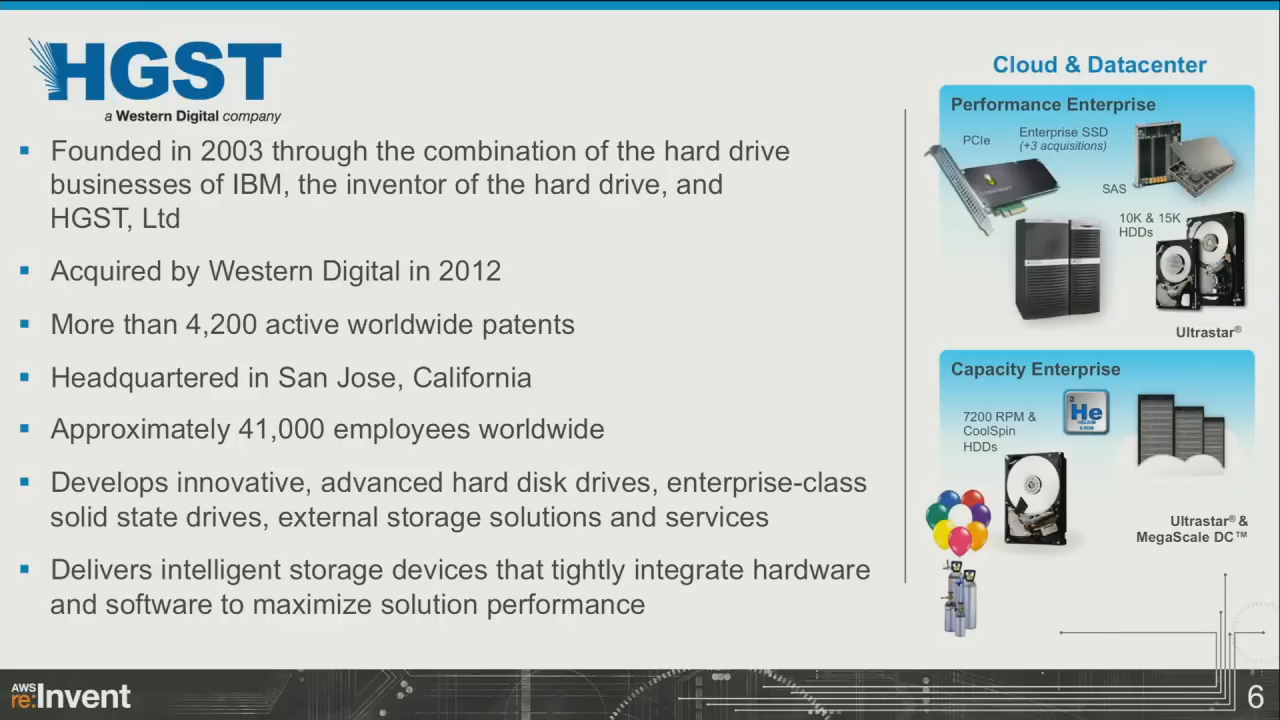 HGST
a Western Digital company
▪ Founded in 2003 through the combination of the hard drive
businesses of IBM, the inventor of the hard drive, and
HGST, Ltd
▪ Acquired by Western Digital in 2012
▪ More than 4,200 active worldwide patents
▪ Headquartered in San Jose, California
▪ Approximately 41,000 employees worldwide
▪ Develops innovative, advanced hard disk drives, enterprise-class
solid state drives, external storage solutions and services
▪ Delivers intelligent storage devices that tightly integrate hardware
and software to maximize solution performance
Cloud & Datacenter
Performance Enterprise
PCIe
Enterprise SSD
(+3 acquisitions)
SAS
10K & 15K
HDDs
Ultrastar®
Capacity Enterprise
7200 RPM &
CoolSpin
HDDs
2
He
Ultrastar® &
MegaScale DC™
AWS
re:Invent
6